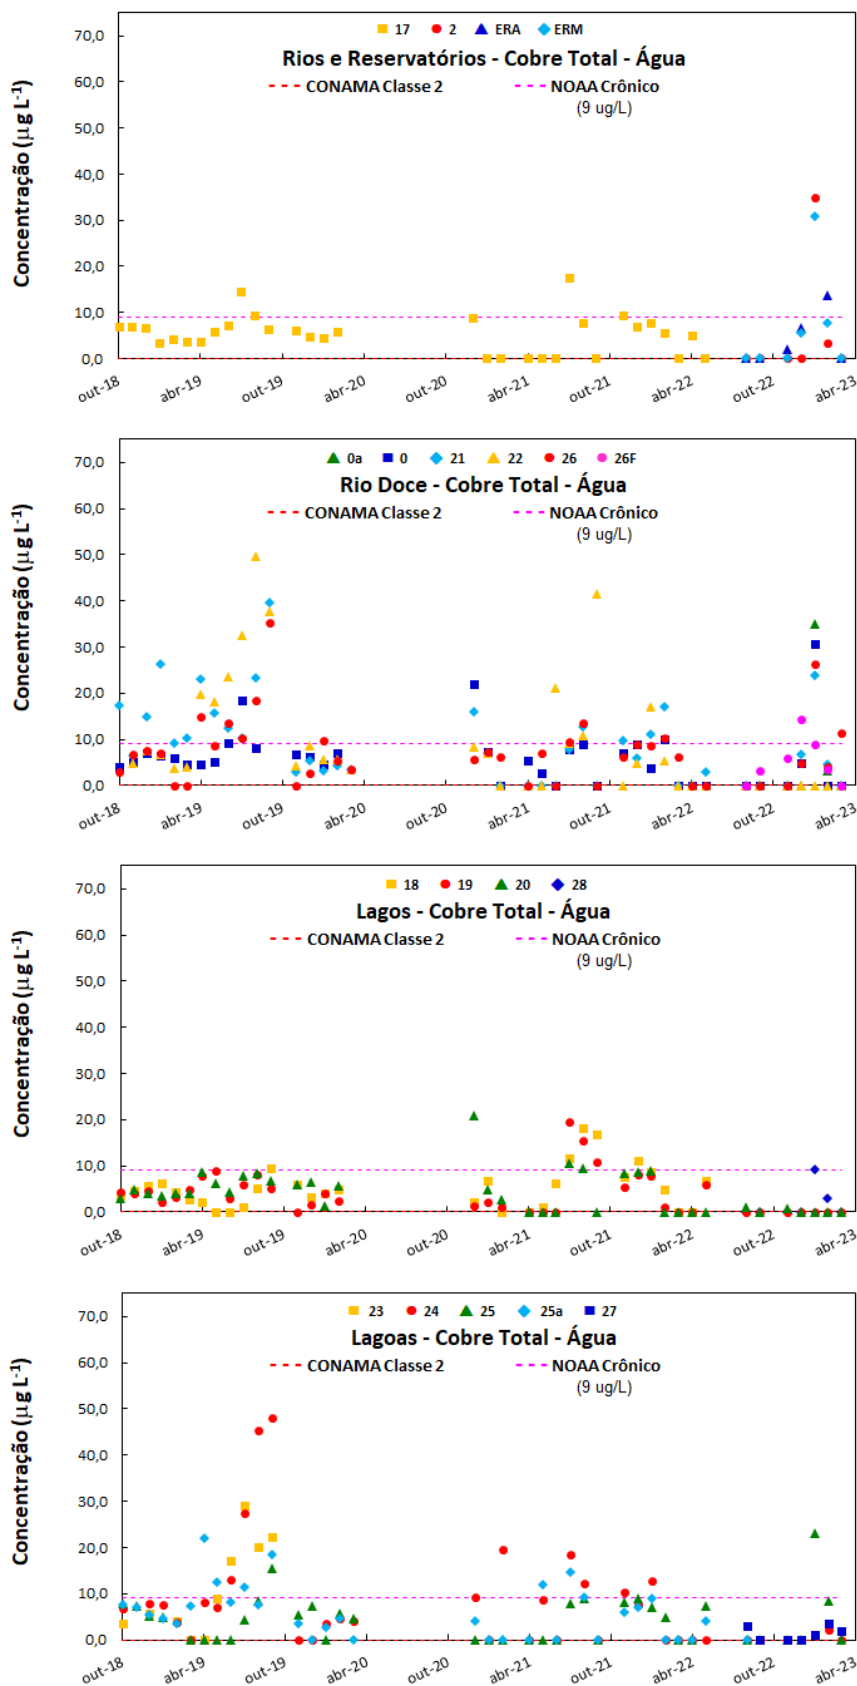 17 2 ERA ERM
Rios e Reservatórios - Cobre Total - Água
CONAMA Classe 2 NOAA Crônico
(9 ug/L)
Concentração (µg L-1)
70,0
60,0
50,0
40,0
30,0
20,0
10,0
0,0
out-18 abr-19 out-19 abr-20 out-20 abr-21 out-21 abr-22 out-22 abr-23
0a 0 21 22 26 26F
Rio Doce - Cobre Total - Água
CONAMA Classe 2 NOAA Crônico
(9 ug/L)
Concentração (µg L-1)
70,0
60,0
50,0
40,0
30,0
20,0
10,0
0,0
out-18 abr-19 out-19 abr-20 out-20 abr-21 out-21 abr-22 out-22 abr-23
18 19 20 28
Lagos - Cobre Total - Água
CONAMA Classe 2 NOAA Crônico
(9 ug/L)
Concentração (µg L-1)
70,0
60,0
50,0
40,0
30,0
20,0
10,0
0,0
out-18 abr-19 out-19 abr-20 out-20 abr-21 out-21 abr-22 out-22 abr-23
23 24 25 25a 27
Lagoas - Cobre Total - Água
CONAMA Classe 2 NOAA Crônico
(9 ug/L)
Concentração (µg L-1)
70,0
60,0
50,0
40,0
30,0
20,0
10,0
0,0
out-18 abr-19 out-19 abr-20 out-20 abr-21 out-21 abr-22 out-22 abr-23